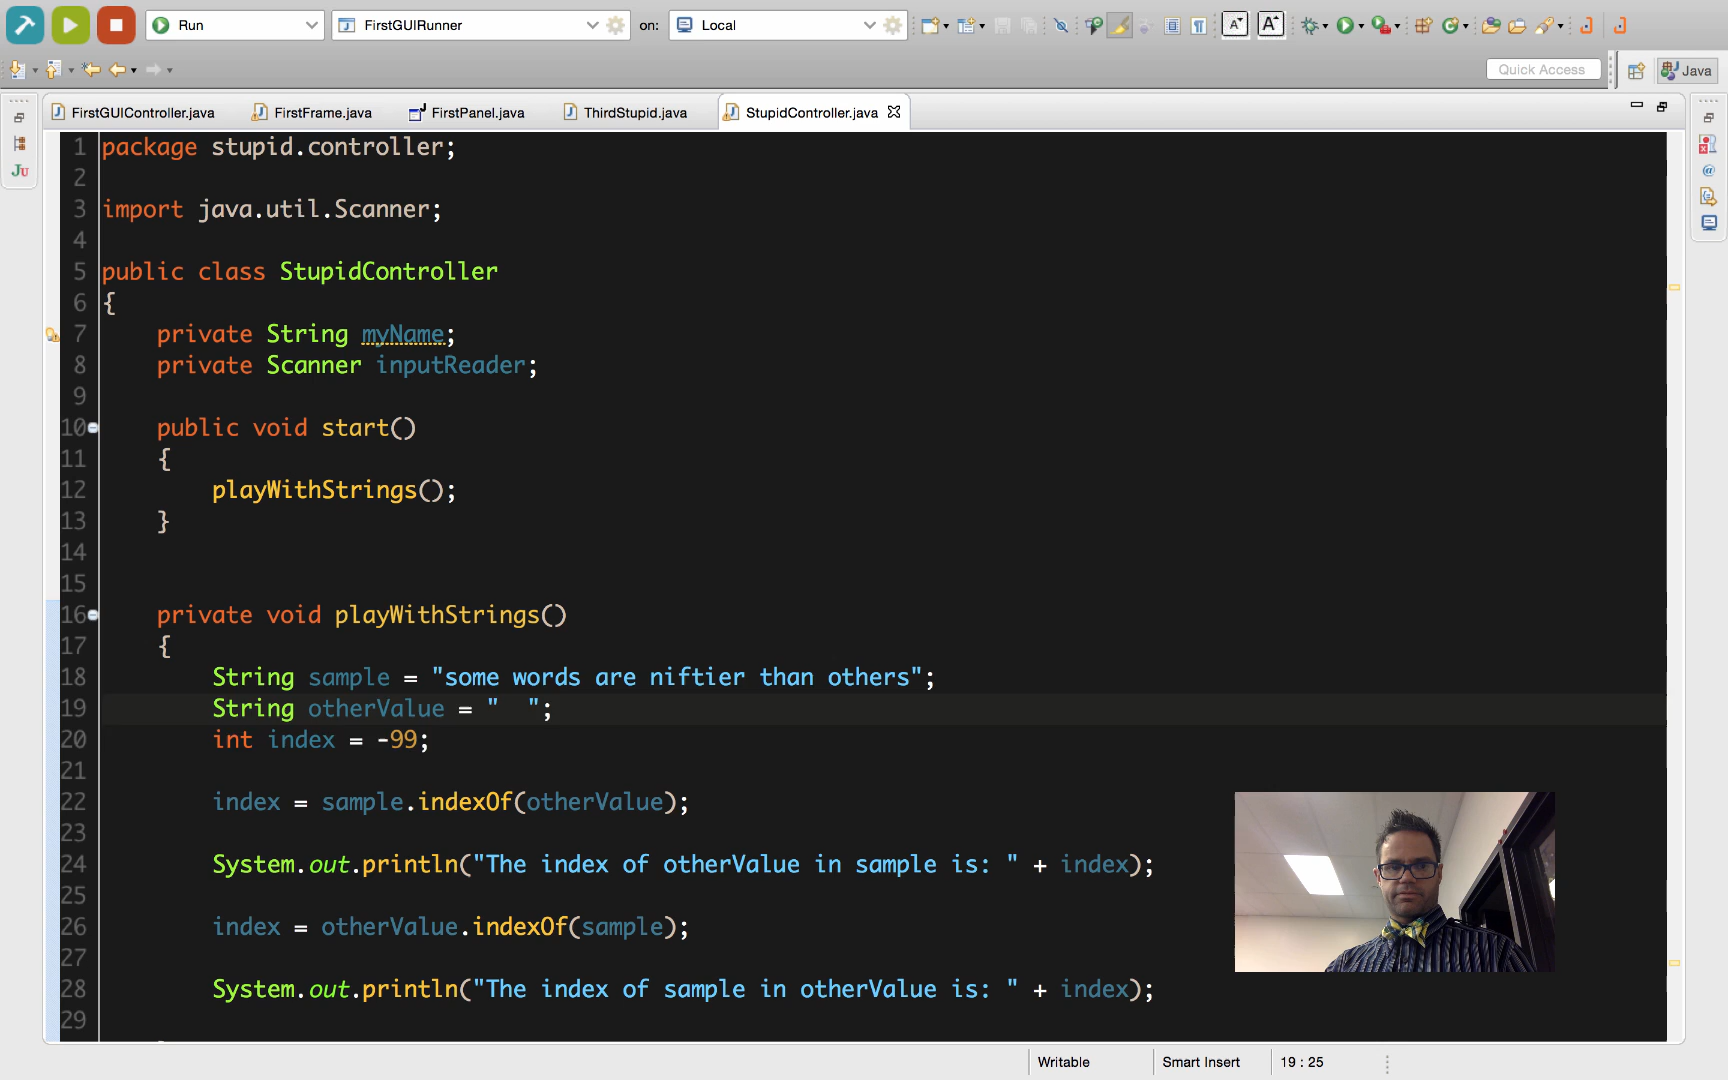 Run
FirstGUIRunner
on:
Local
Quick Access
Java
FirstGUIController.java
FirstFrame.java
FirstPanel.java
ThirdStupid.java
StupidController.java
JU
1 package stupid.controller;
2
3 import java.util.Scanner;
4
5 public class StupidController
6 {
7 private String myName;
8 private Scanner inputReader;
9
10 public void start()
11 {
12 playWithStrings();
13 }
14
15
16 private void playWithStrings()
17 {
18 String sample = "some words are niftier than others";
19 String otherValue = "  ";
20 int index = -99;
21
22 index = sample.indexOf(otherValue);
23
24 System.out.println("The index of otherValue in sample is: " + index);
25
26 index = otherValue.indexOf(sample);
27
28 System.out.println("The index of sample in otherValue is: " + index);
29
Writable
Smart Insert
19 : 25